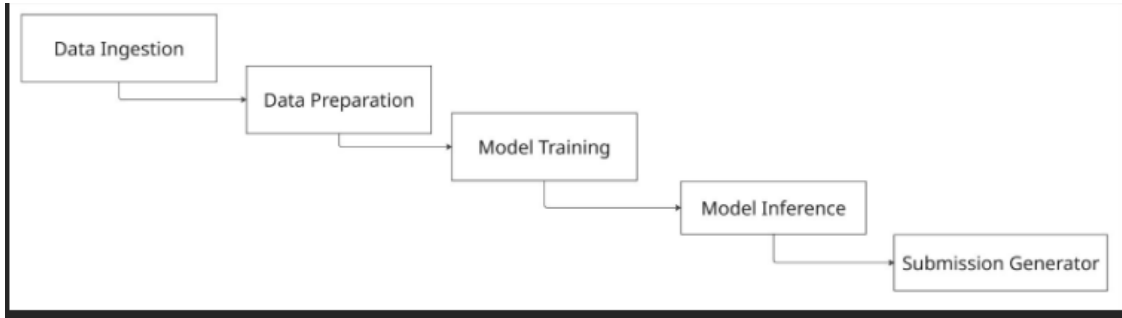 Data Ingestion
Data Preparation
Model Training
Model Inference
Submission Generator